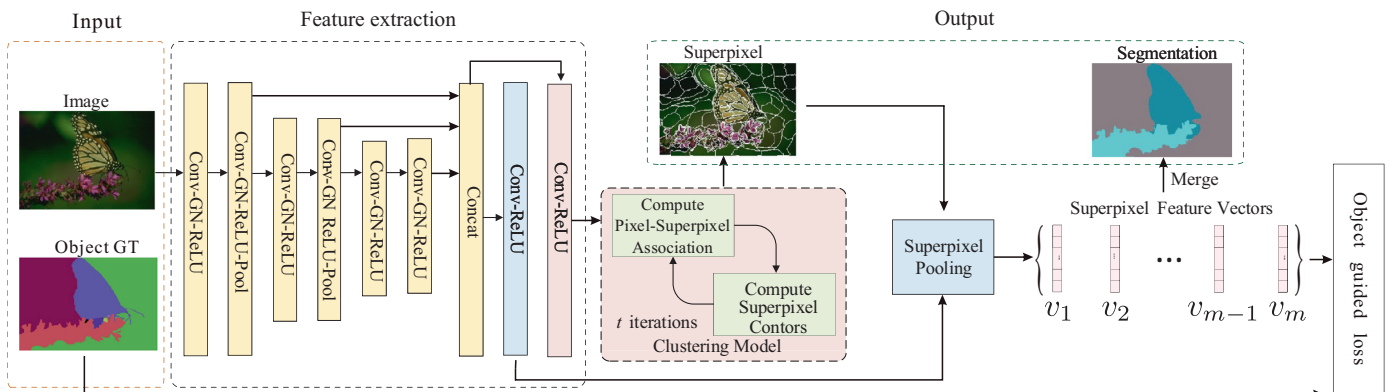 Input
Feature extraction
Output
Image
Object GT
Conv-GN-ReLU
Conv-GN-ReLU-Pool
Conv-GN-ReLU
Conv-GN ReLU-Pool
Conv-GN-ReLU
Conv-GN-ReLU
Concat
Conv-ReLU
Conv-ReLU
Superpixel
Segmentation
Compute
Pixel-Superpixel
Association
Compute
Superpixel
Contors
t iterations
Clustering Model
Superpixel
Pooling
Merge
Superpixel Feature Vectors
v1 v2 ... vm−1 vm
Object guided loss